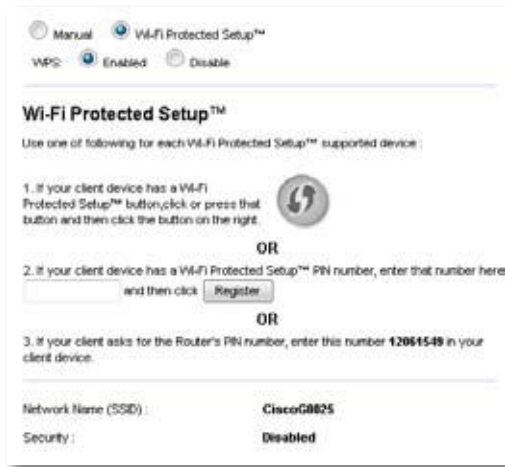 Manual Wi-Fi Protected Setup™
WPS: Enabled Disable
Wi-Fi Protected Setup™
Use one of following for each Wi-Fi Protected Setup™ supported device :
1. If your client device has a Wi-Fi
Protected Setup™ button,click or press that
button and then click the button on the right.
OR
2. If your client device has a Wi-Fi Protected Setup™ PIN number, enter that number here
and then click Register
OR
3. If your client asks for the Router's PIN number, enter this number 12061549 in your
client device.
Network Name (SSID) : CiscoG0025
Security : Disabled